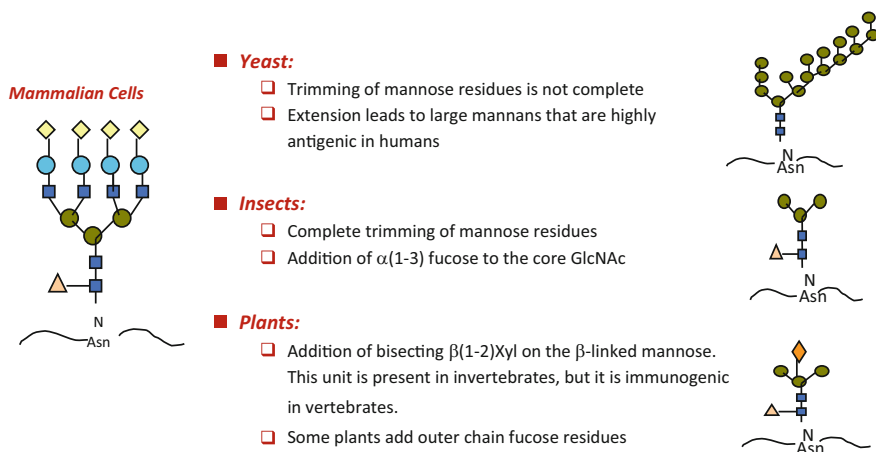 Mammalian Cells
N
Asn
Yeast:
Trimming of mannose residues is not complete
Extension leads to large mannans that are highly
antigenic in humans
N
Asn
Insects:
Complete trimming of mannose residues
Addition of α(1-3) fucose to the core GlcNAc
N
Asn
Plants:
Addition of bisecting β(1-2)Xyl on the β-linked mannose.
This unit is present in invertebrates, but it is immunogenic
in vertebrates.
Some plants add outer chain fucose residues
N
Asn